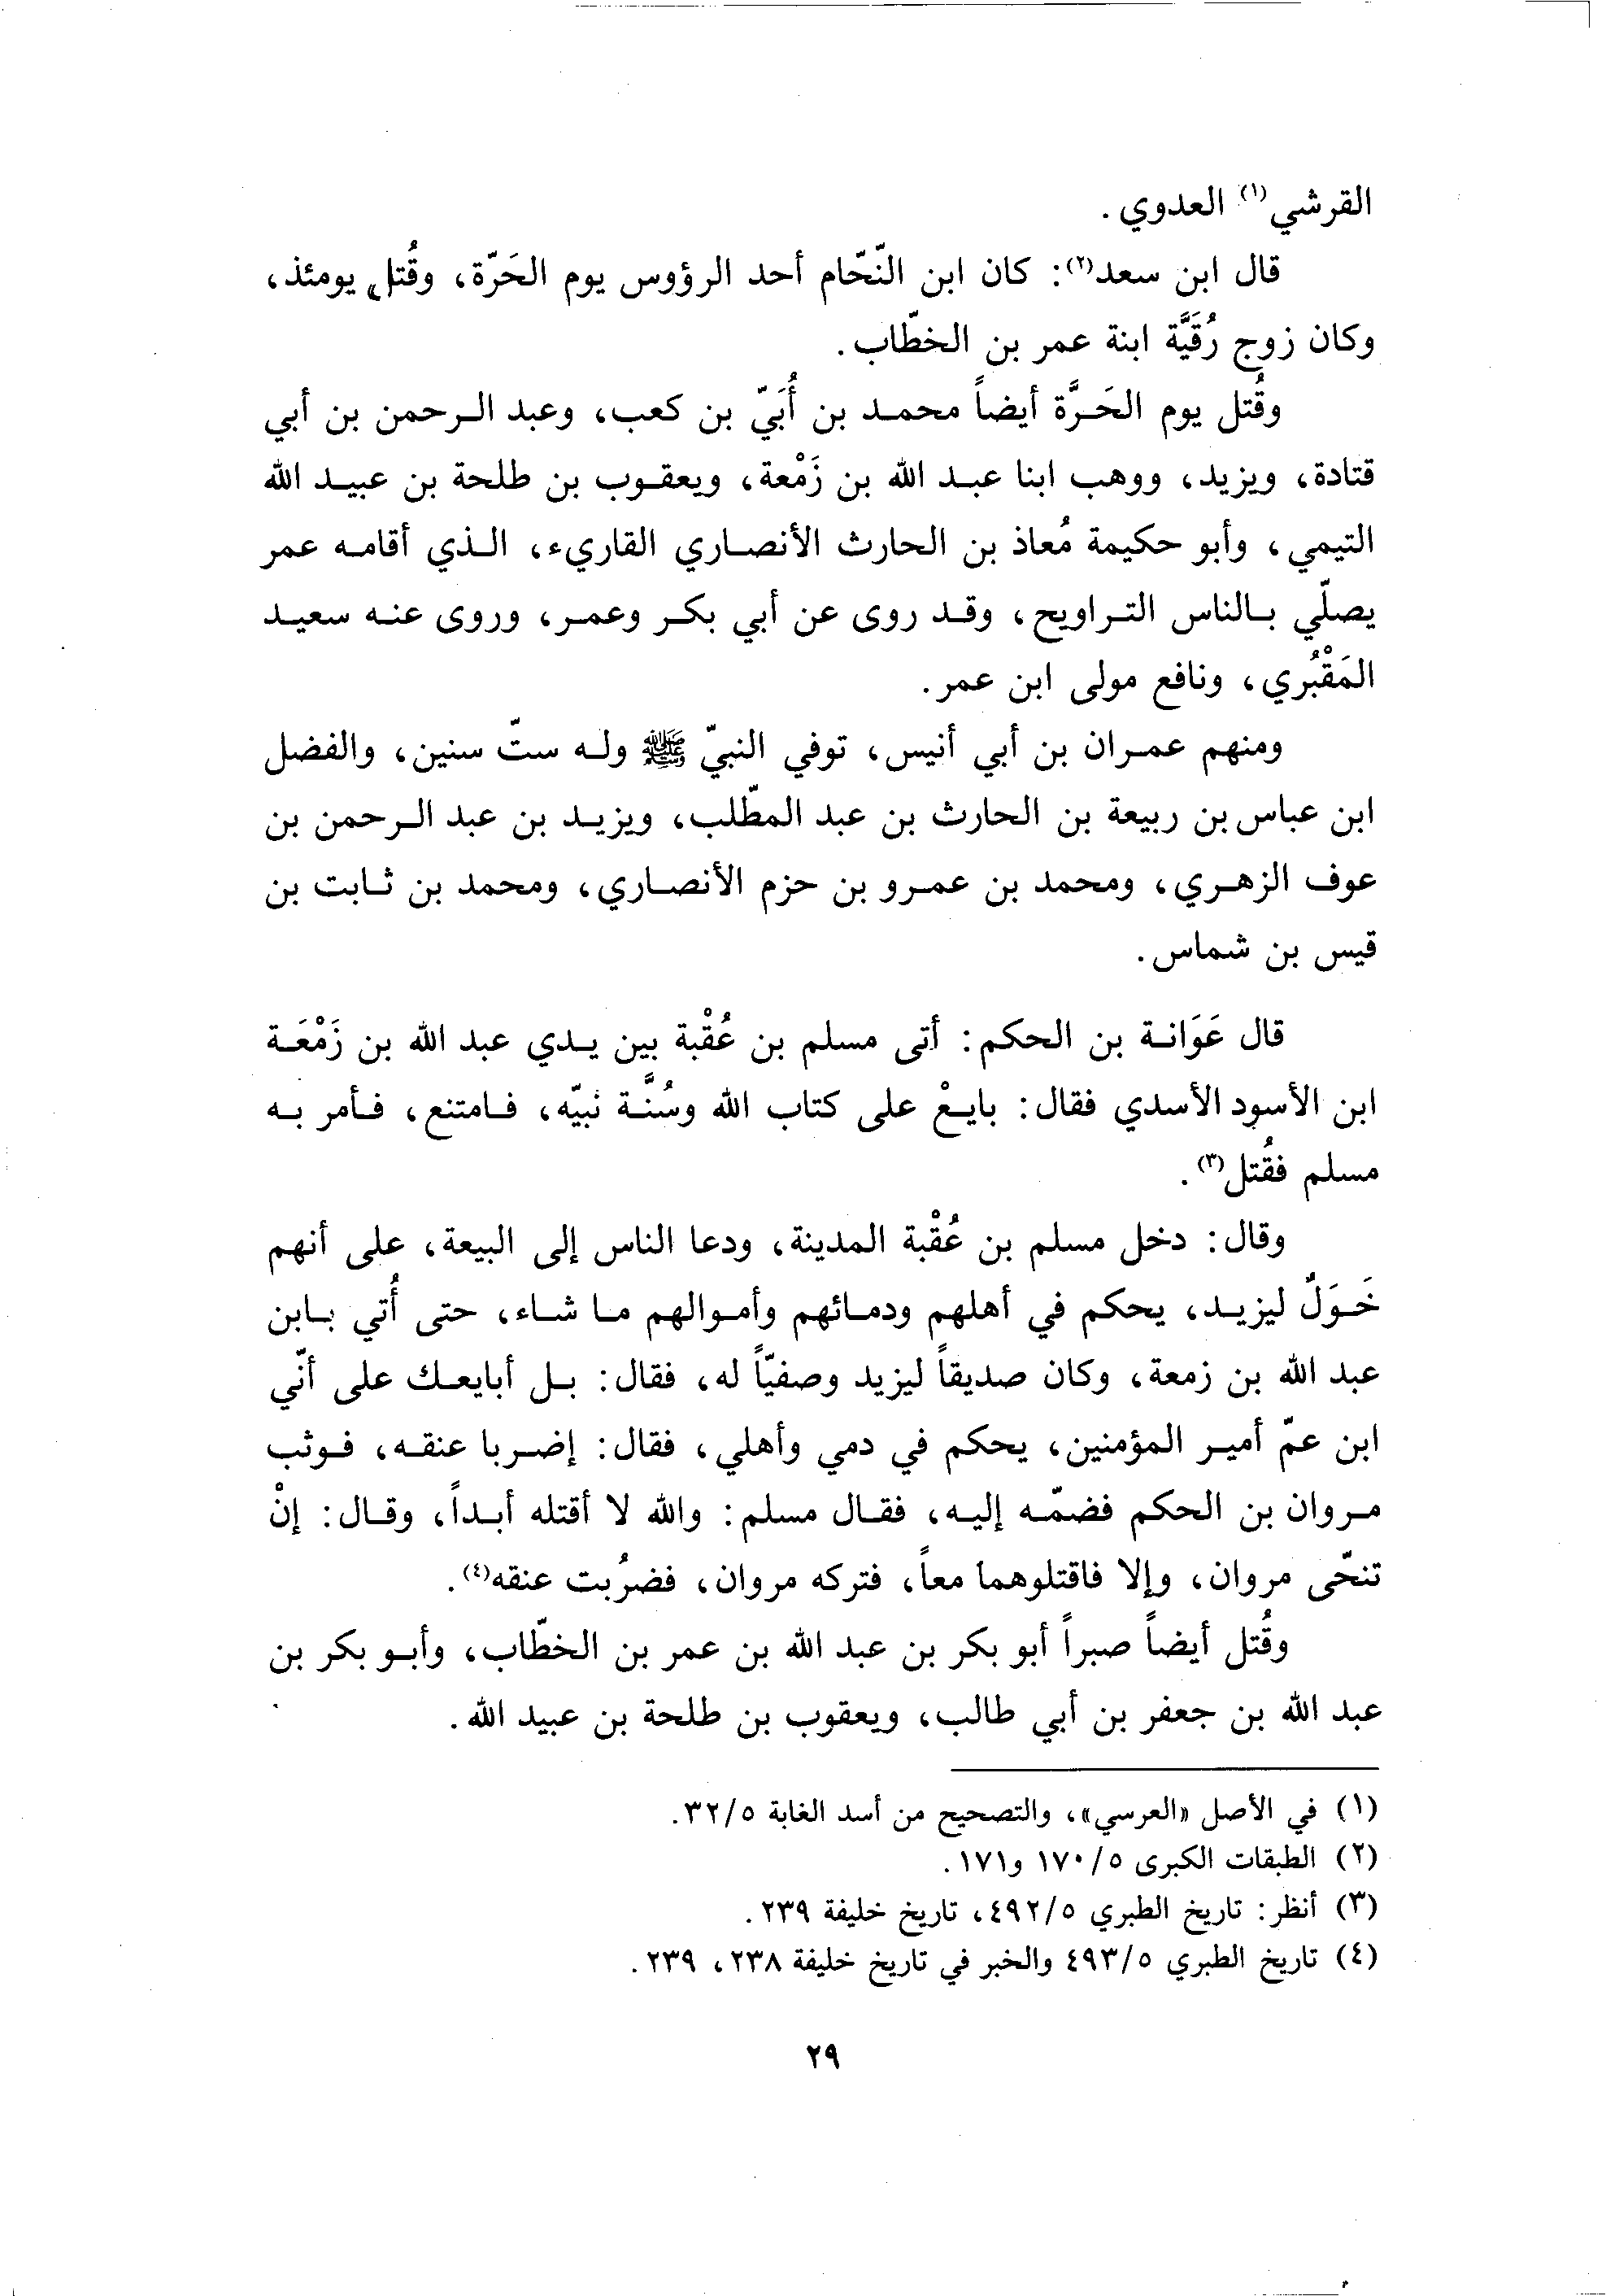 القرشي(١) العدوي.
قال ابن سعد(٢): كان ابن النّحّام أحد الرؤوس يوم الحَرّة، وقُتل يومئذ،
وكان زوج رُقَيَّة ابنة عمر بن الخطّاب.
وقُتل يوم الحَرَّة أيضاً محمد بن أُبَيّ بن كعب، وعبد الرحمن بن أبي
قتادة، ويزيد، ووهب ابنا عبد الله بن زَمْعة، ويعقوب بن طلحة بن عبيد الله
التيمي، وأبو حكيمة مُعاذ بن الحارث الأنصاري القاريء، الذي أقامه عمر
يصلّي بالناس التراويح، وقد روى عن أبي بكر وعمر، وروى عنه سعيد
المَقْبُري، ونافع مولى ابن عمر.
ومنهم عمران بن أبي أنيس، توفي النبيّ ﷺ وله ستّ سنين، والفضل
ابن عباس بن ربيعة بن الحارث بن عبد المطّلب، ويزيد بن عبد الرحمن بن
عوف الزهري، ومحمد بن عمرو بن حزم الأنصاري، ومحمد بن ثابت بن
قيس بن شماس.
قال عَوَانة بن الحكم: أتى مسلم بن عُقْبة بين يدي عبد الله بن زَمْعَة
ابن الأسود الأسدي فقال: بايعْ على كتاب الله وسُنَّة نبيّه، فامتنع، فأمر به
مسلم فقُتل(٣).
وقال: دخل مسلم بن عُقْبة المدينة، ودعا الناس إلى البيعة، على أنهم
خَوَلٌ ليزيد، يحكم في أهلهم ودمائهم وأموالهم ما شاء، حتى أُتي بابن
عبد الله بن زمعة، وكان صديقاً ليزيد وصفيّاً له، فقال: بل أبايعك على أنّي
ابن عمّ أمير المؤمنين، يحكم في دمي وأهلي، فقال: إضربا عنقه، فوثب
مروان بن الحكم فضمّه إليه، فقال مسلم: والله لا أقتله أبداً، وقال: إنْ
تنحّى مروان، وإلا فاقتلوهما معاً، فتركه مروان، فضرُبت عنقه(٤).
وقُتل أيضاً صبراً أبو بكر بن عبد الله بن عمر بن الخطّاب، وأبو بكر بن
عبد الله بن جعفر بن أبي طالب، ويعقوب بن طلحة بن عبيد الله.
(١) في الأصل «العرسي»، والتصحيح من أسد الغابة ٣٢/٥.
(٢) الطبقات الكبرى ١٧٠/٥ و١٧١.
(٣) أنظر: تاريخ الطبري ٤٩٢/٥، تاريخ خليفة ٢٣٩.
(٤) تاريخ الطبري ٤٩٣/٥ والخبر في تاريخ خليفة ٢٣٨، ٢٣٩.
٢٩